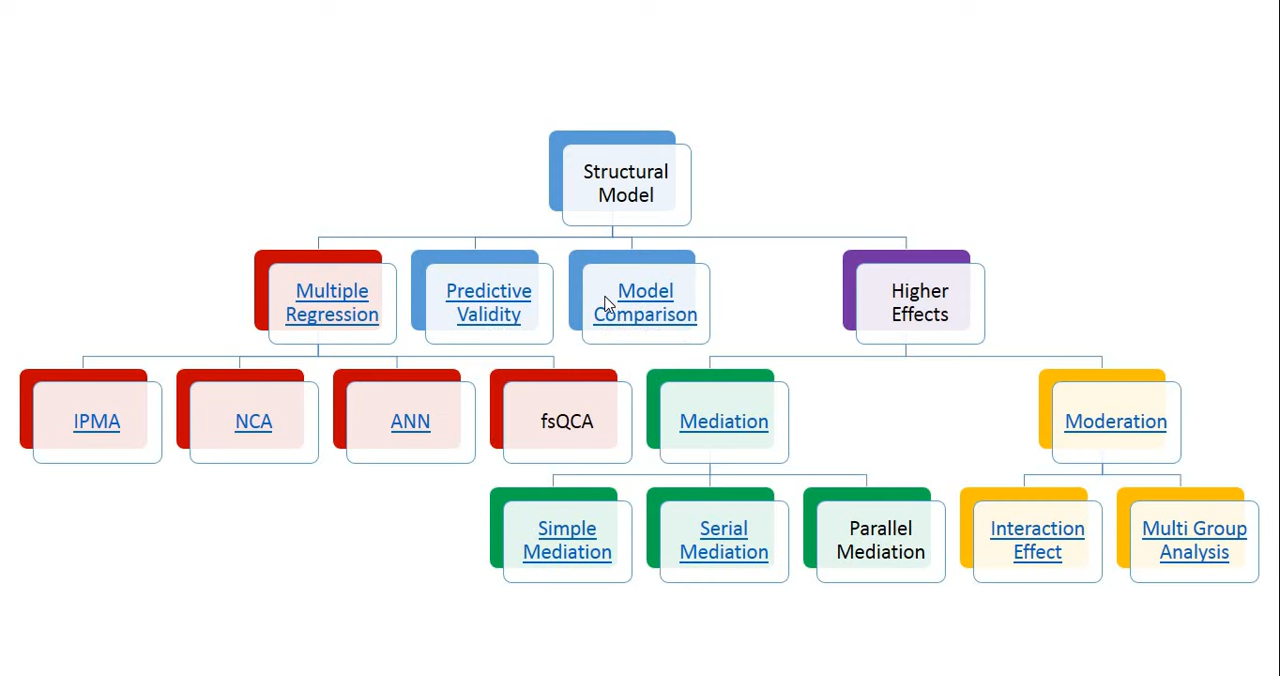 Structural
Model
Multiple
Regression
Predictive
Validity
Model
Comparison
Higher
Effects
IPMA
NCA
ANN
fsQCA
Mediation
Moderation
Simple
Mediation
Serial
Mediation
Parallel
Mediation
Interaction
Effect
Multi Group
Analysis